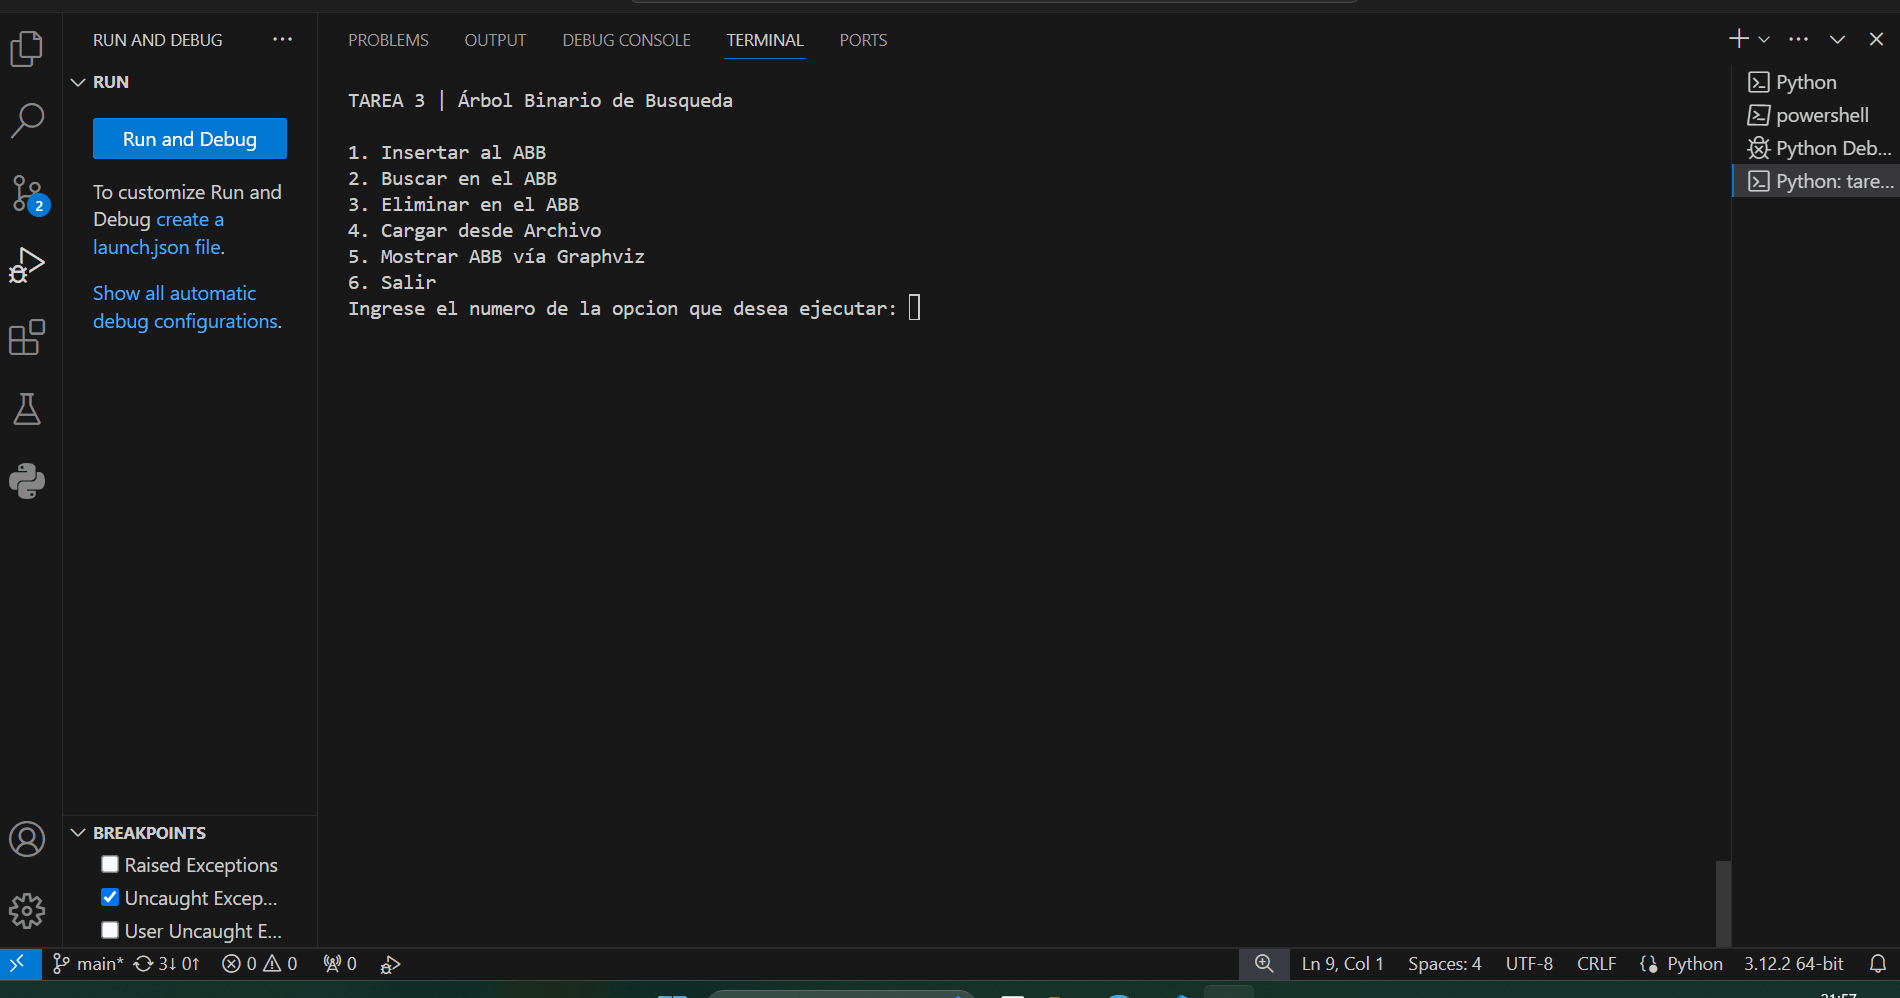 RUN AND DEBUG
RUN
Run and Debug
To customize Run and
Debug create a
launch.json file.
Show all automatic
debug configurations.
BREAKPOINTS
Raised Exceptions
Uncaught Excep...
User Uncaught E...
PROBLEMS OUTPUT DEBUG CONSOLE TERMINAL PORTS
TAREA 3 | Árbol Binario de Busqueda
1. Insertar al ABB
2. Buscar en el ABB
3. Eliminar en el ABB
4. Cargar desde Archivo
5. Mostrar ABB vía Graphviz
6. Salir
Ingrese el numero de la opcion que desea ejecutar:
Python
powershell
Python Deb...
Python: tare...
2
main* 3↓ 0↑ 0 0 0 Ln 9, Col 1 Spaces: 4 UTF-8 CRLF Python 3.12.2 64-bit